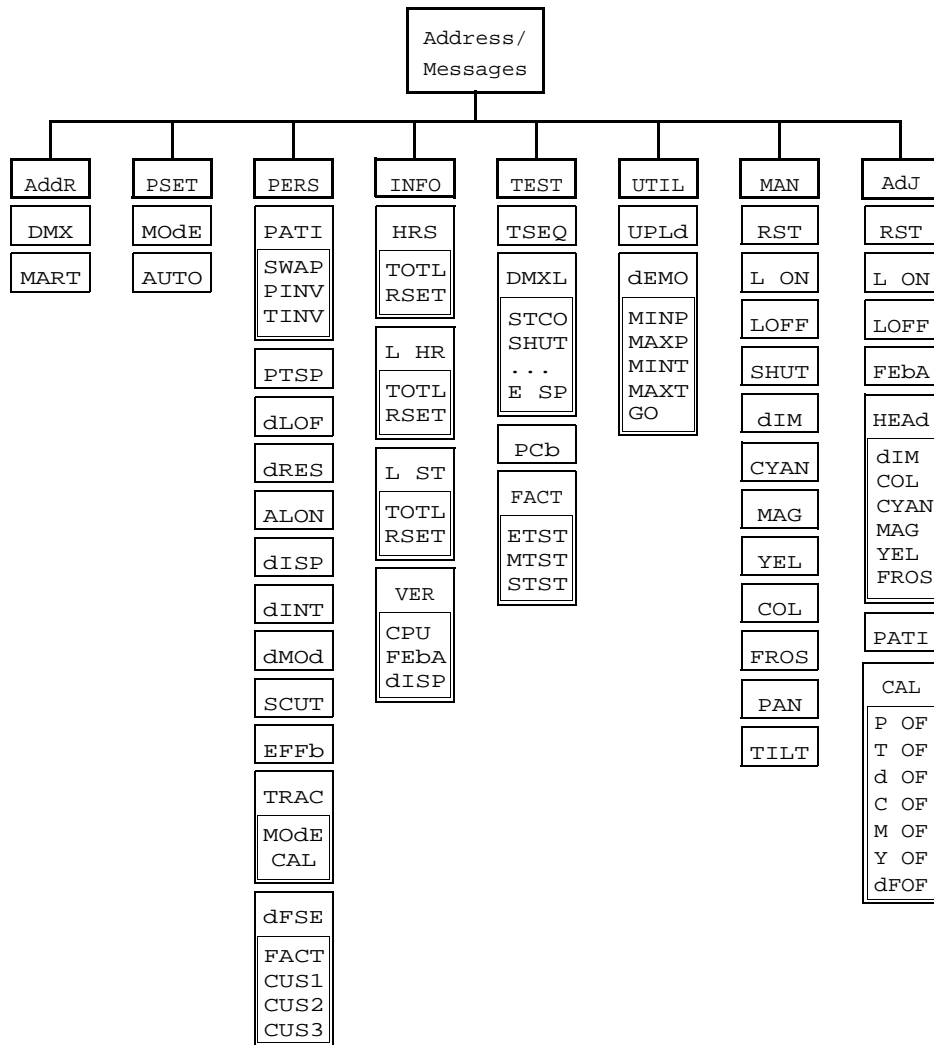 Address/
Messages
AddR
DMX
MART
PSET
MOdE
AUTO
PERS
PATI
SWAP
PINV
TINV
PTSP
dLOF
dRES
ALON
dISP
dINT
dMOd
SCUT
EFFb
TRAC
MOdE
CAL
dFSE
FACT
CUS1
CUS2
CUS3
INFO
HRS
TOTL
RSET
L HR
TOTL
RSET
L ST
TOTL
RSET
VER
CPU
FEbA
dISP
TEST
TSEQ
DMXL
STCO
SHUT
...
E SP
PCb
FACT
ETST
MTST
STST
UTIL
UPLd
dEMO
MINP
MAXP
MINT
MAXT
GO
MAN
RST
L ON
LOFF
SHUT
dIM
CYAN
MAG
YEL
COL
FROS
PAN
TILT
AdJ
RST
L ON
LOFF
FEbA
HEAd
dIM
COL
CYAN
MAG
YEL
FROS
PATI
CAL
P OF
T OF
d OF
C OF
M OF
Y OF
dFOF